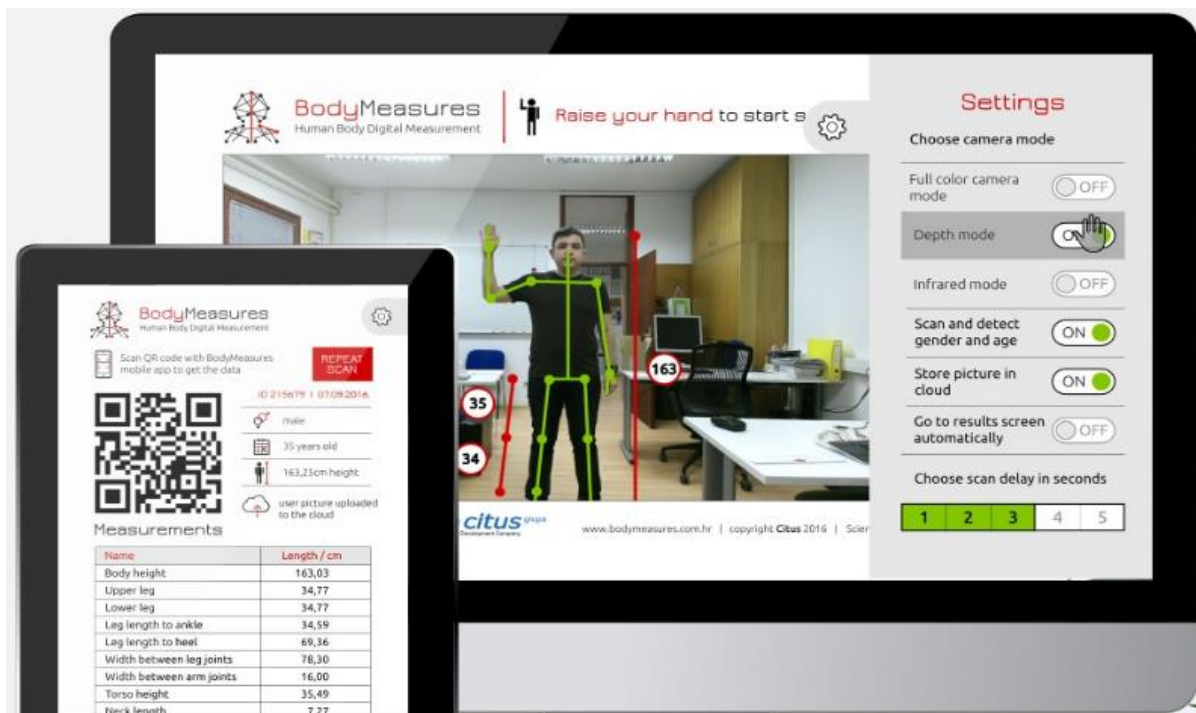 BodyMeasures
Human Body Digital Measurement
Raise your hand to start s
Settings
Choose camera mode
Full color camera
mode
OFF
Depth mode
Infrared mode
OFF
Scan and detect
gender and age
ON
Store picture in
cloud
ON
Go to results screen
automatically
OFF
Choose scan delay in seconds
1 2 3 4 5
163
35
34
citus grupa
Development Company
www.bodymeasures.com.hr | copyright Citus 2016 | Scien
BodyMeasures
Human Body Digital Measurement
Scan QR code with BodyMeasures
mobile app to get the data
REPEAT
SCAN
ID 215679 | 07.09.2016.
male
35 years old
163,23cm height
user picture uploaded
to the cloud
Measurements
Name Length / cm
Body height 163,03
Upper leg 34,77
Lower leg 34,77
Leg length to ankle 34,59
Leg length to heel 69,36
Width between leg joints 78,30
Width between arm joints 16,00
Torso height 35,49
Neck length 7,27